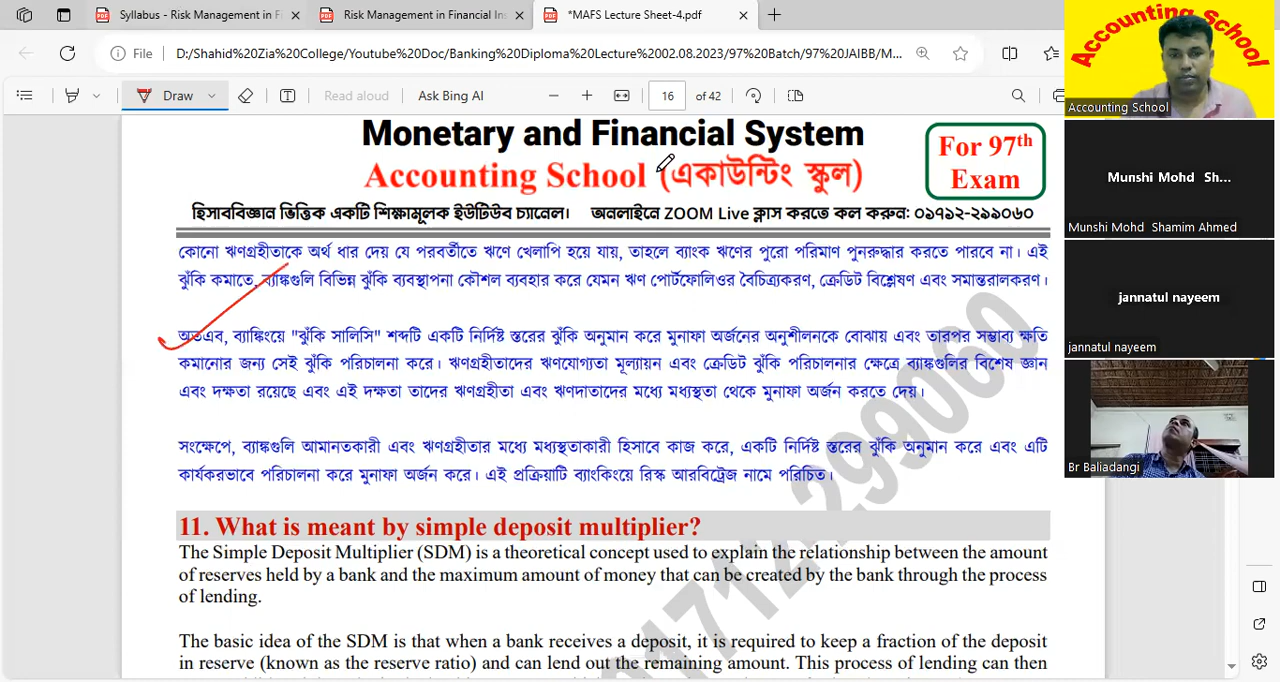 Syllabus - Risk Management in F
Risk Management in Financial Ins
*MAFS Lecture Sheet-4.pdf
File
D:/Shahid%20Zia%20College/Youtube%20Doc/Banking%20Diploma%20Lecture%2002.08.2023/97%20Batch/97%20JAIBB/M...
Draw
Read aloud
Ask Bing AI
16 of 42
Monetary and Financial System
Accounting School (একাউন্টিং স্কুল)
For 97th
Exam
হিসাববিজ্ঞান ভিত্তিক একটি শিক্ষামূলক ইউটিউব চ্যানেল। অনলাইনে ZOOM Live ক্লাস করতে কল করুন: ০১৭১২-২৯৯০৬০
কোনো ঋণগ্রহীতাকে অর্থ ধার দেয় যে পরবর্তীতে ঋণে খেলাপি হয়ে যায়, তাহলে ব্যাংক ঋণের পুরো পরিমাণ পুনরুদ্ধার করতে পারবে না। এই
ঝুঁকি কমাতে, ব্যাঙ্কগুলি বিভিন্ন ঝুঁকি ব্যবস্থাপনা কৌশল ব্যবহার করে যেমন ঋণ পোর্টফোলিওর বৈচিত্র্যকরণ, ক্রেডিট বিশ্লেষণ এবং সমান্তরালকরণ।
অতএব, ব্যাঙ্কিংয়ে "ঝুঁকি সালিসি" শব্দটি একটি নির্দিষ্ট স্তরের ঝুঁকি অনুমান করে মুনাফা অর্জনের অনুশীলনকে বোঝায় এবং তারপর সম্ভাব্য ক্ষতি
কমানোর জন্য সেই ঝুঁকি পরিচালনা করে। ঋণগ্রহীতাদের ঋণযোগ্যতা মূল্যায়ন এবং ক্রেডিট ঝুঁকি পরিচালনার ক্ষেত্রে ব্যাঙ্কগুলির বিশেষ জ্ঞান
এবং দক্ষতা রয়েছে এবং এই দক্ষতা তাদের ঋণগ্রহীতা এবং ঋণদাতাদের মধ্যে মধ্যস্থতা থেকে মুনাফা অর্জন করতে দেয়।
সংক্ষেপে, ব্যাঙ্কগুলি আমানতকারী এবং ঋণগ্রহীতার মধ্যে মধ্যস্থতাকারী হিসাবে কাজ করে, একটি নির্দিষ্ট স্তরের ঝুঁকি অনুমান করে এবং এটি
কার্যকরভাবে পরিচালনা করে মুনাফা অর্জন করে। এই প্রক্রিয়াটি ব্যাংকিংয়ে রিস্ক আরবিট্রেজ নামে পরিচিত।
11. What is meant by simple deposit multiplier?
The Simple Deposit Multiplier (SDM) is a theoretical concept used to explain the relationship between the amount
of reserves held by a bank and the maximum amount of money that can be created by the bank through the process
of lending.
The basic idea of the SDM is that when a bank receives a deposit, it is required to keep a fraction of the deposit
in reserve (known as the reserve ratio) and can lend out the remaining amount. This process of lending can then
01712-299060
Accounting School
Accounting School
Munshi Mohd Sh...
Munshi Mohd Shamim Ahmed
jannatul nayeem
jannatul nayeem
Br Baliadangi